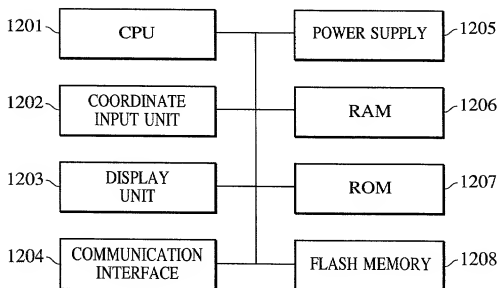 1201 CPU
1205 POWER SUPPLY
1202 COORDINATE
INPUT UNIT
1206 RAM
1203 DISPLAY
UNIT
1207 ROM
1204 COMMUNICATION
INTERFACE
1208 FLASH MEMORY